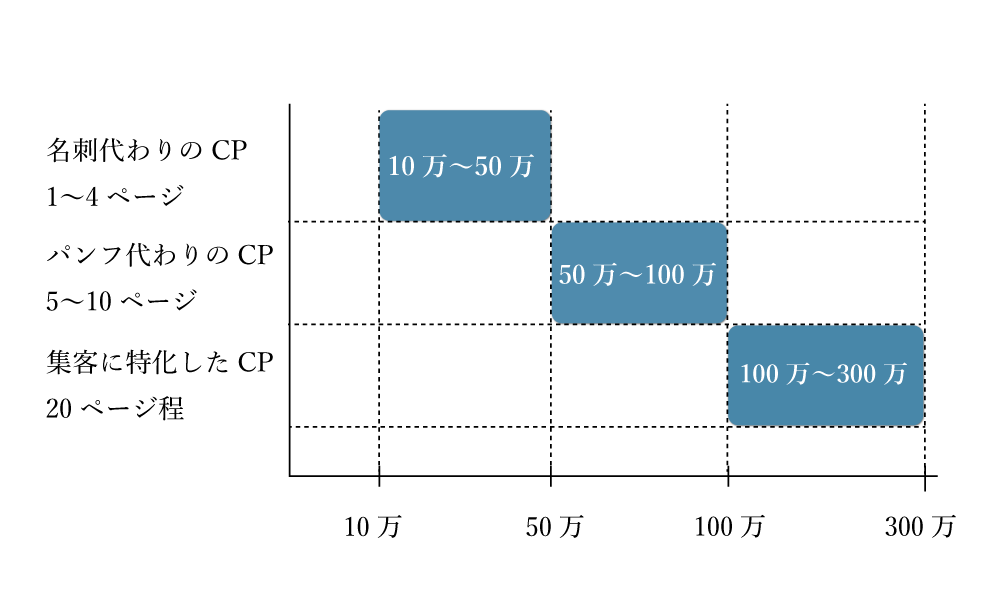 名刺代わりの CP
1〜4 ページ
10 万〜50 万
パンフ代わりの CP
5〜10 ページ
50 万〜100 万
集客に特化した CP
20 ページ程
100 万〜300 万
10 万
50 万
100 万
300 万